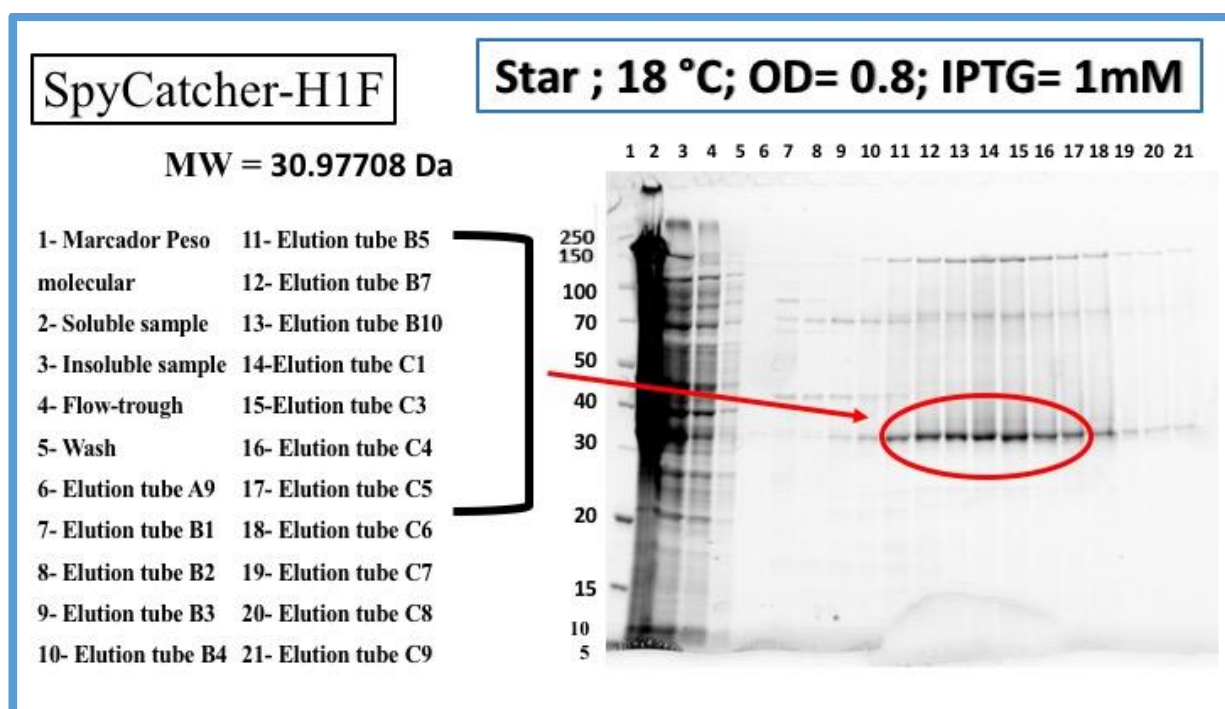 SpyCatcher-H1F
Star ; 18 °C; OD= 0.8; IPTG= 1mM
MW = 30.97708 Da
1- Marcador Peso
molecular
2- Soluble sample
3- Insoluble sample
4- Flow-trough
5- Wash
6- Elution tube A9
7- Elution tube B1
8- Elution tube B2
9- Elution tube B3
10- Elution tube B4
11- Elution tube B5
12- Elution tube B7
13- Elution tube B10
14-Elution tube C1
15-Elution tube C3
16- Elution tube C4
17- Elution tube C5
18- Elution tube C6
19- Elution tube C7
20- Elution tube C8
21- Elution tube C9
1 2 3 4 5 6 7 8 9 10 11 12 13 14 15 16 17 18 19 20 21
250
150
100
70
50
40
30
20
15
10
5